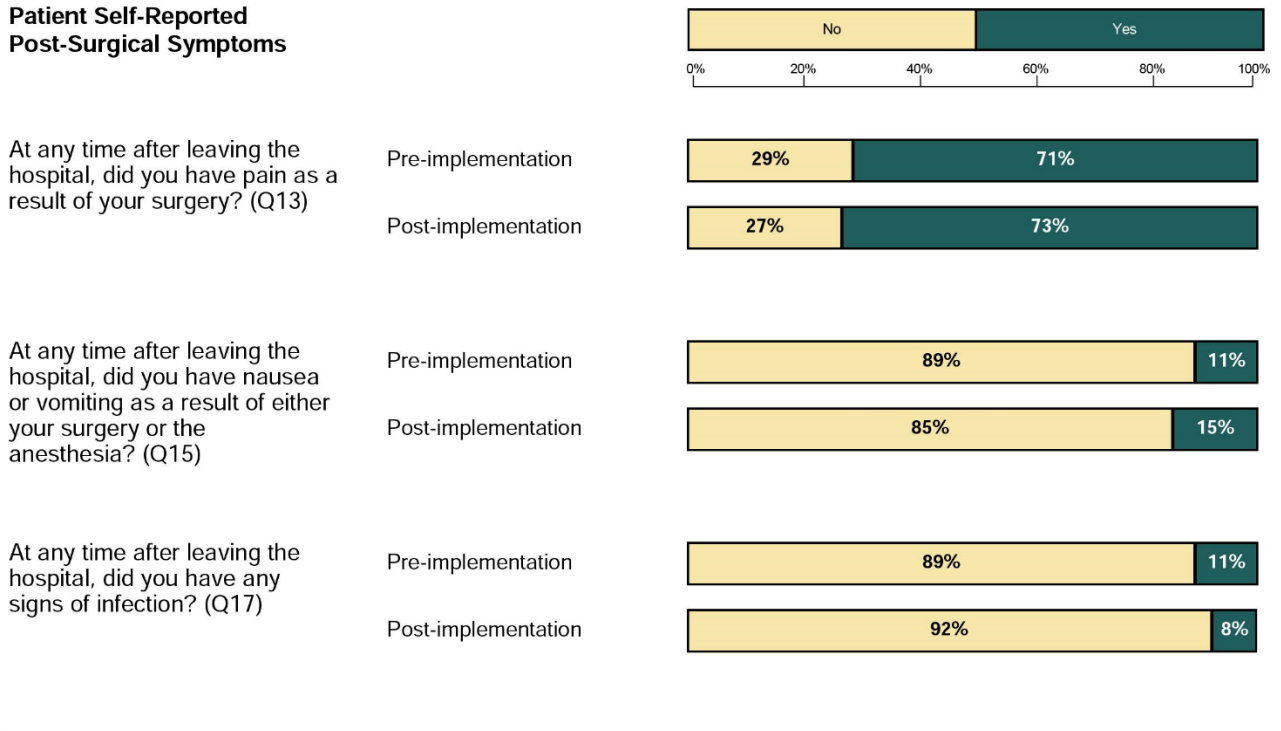 Patient Self-Reported
Post-Surgical Symptoms
No Yes
0% 20% 40% 60% 80% 100%
At any time after leaving the
hospital, did you have pain as a
result of your surgery? (Q13)
Pre-implementation 29% 71%
Post-implementation 27% 73%
At any time after leaving the
hospital, did you have nausea
or vomiting as a result of either
your surgery or the
anesthesia? (Q15)
Pre-implementation 89% 11%
Post-implementation 85% 15%
At any time after leaving the
hospital, did you have any
signs of infection? (Q17)
Pre-implementation 89% 11%
Post-implementation 92% 8%